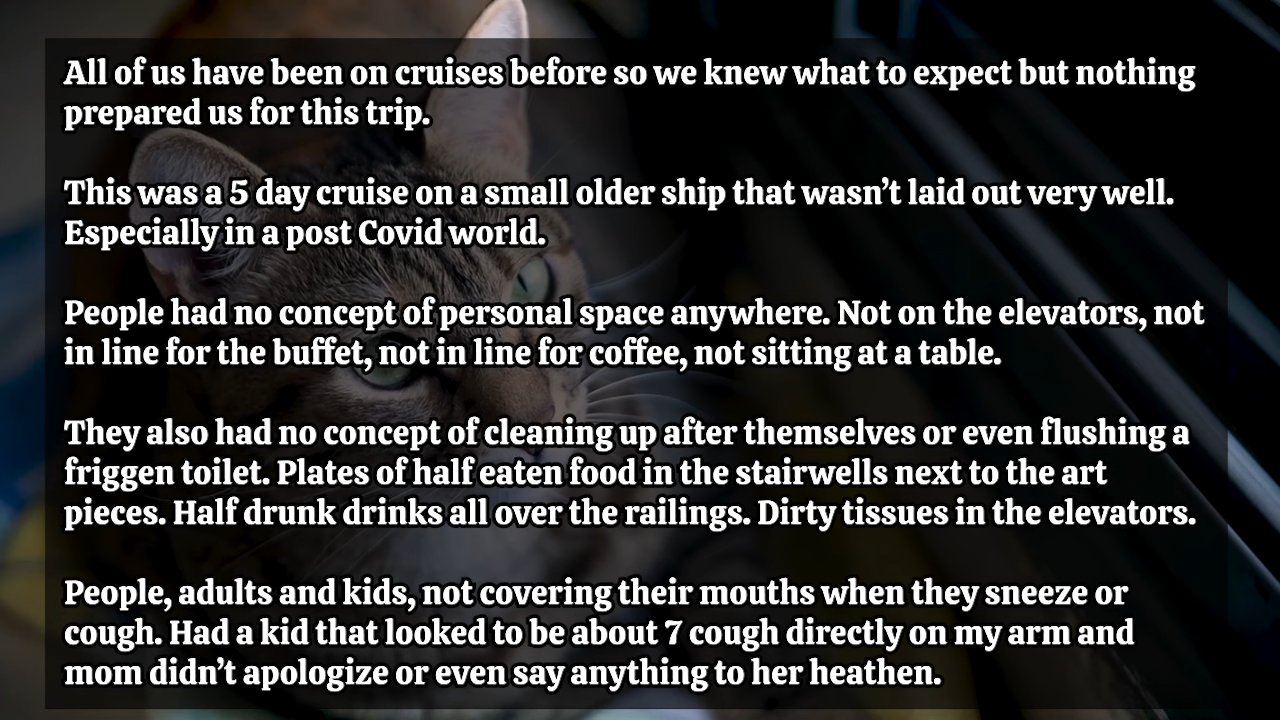 All of us have been on cruises before so we knew what to expect but nothing
prepared us for this trip.
This was a 5 day cruise on a small older ship that wasn’t laid out very well.
Especially in a post Covid world.
People had no concept of personal space anywhere. Not on the elevators, not
in line for the buffet, not in line for coffee, not sitting at a table.
They also had no concept of cleaning up after themselves or even flushing a
friggen toilet. Plates of half eaten food in the stairwells next to the art
pieces. Half drunk drinks all over the railings. Dirty tissues in the elevators.
People, adults and kids, not covering their mouths when they sneeze or
cough. Had a kid that looked to be about 7 cough directly on my arm and
mom didn’t apologize or even say anything to her heathen.